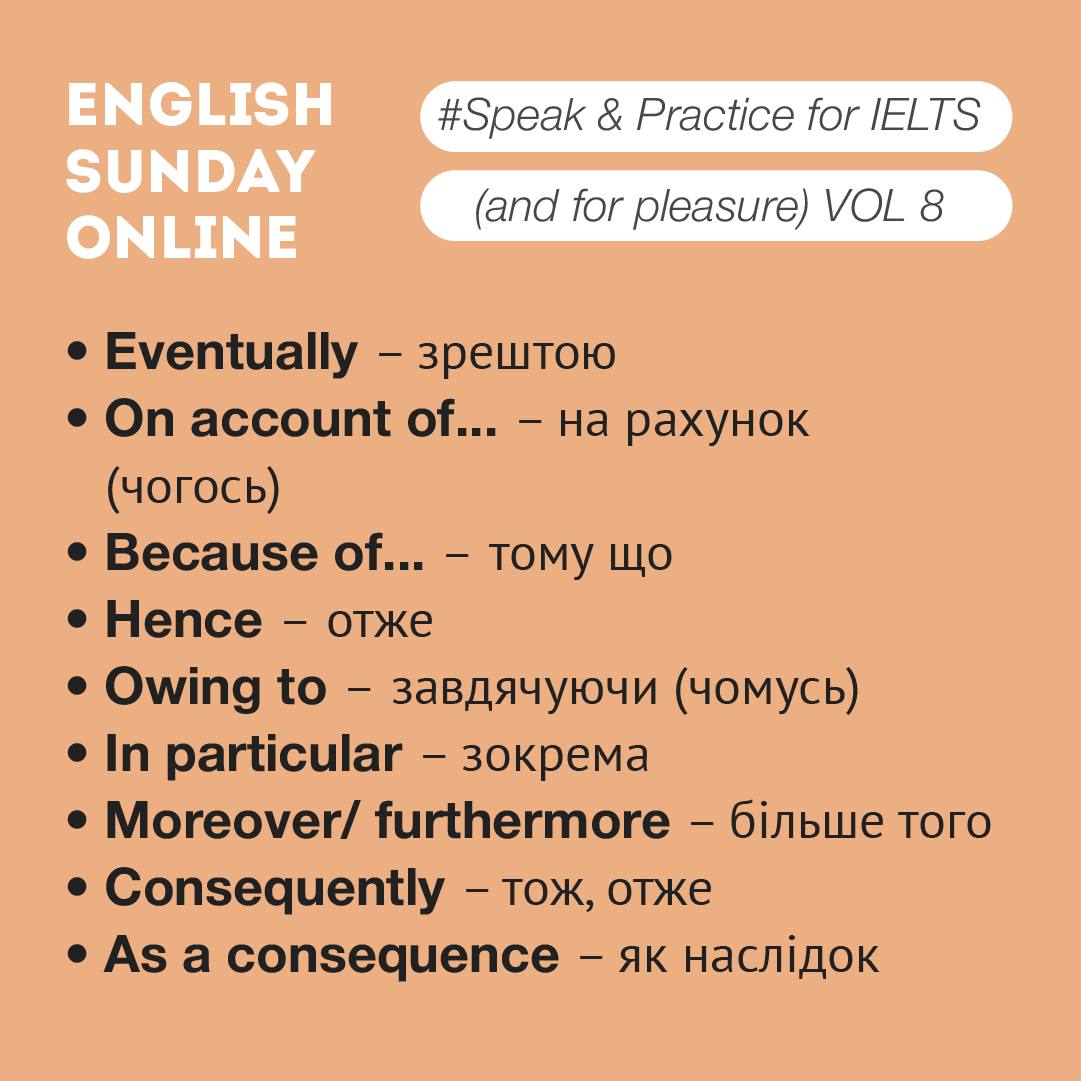 ENGLISH
SUNDAY
ONLINE
#Speak & Practice for IELTS
(and for pleasure) VOL 8
• Eventually – зрештою
• On account of... – на рахунок
(чогось)
• Because of... – тому що
• Hence – отже
• Owing to – завдячуючи (чомусь)
• In particular – зокрема
• Moreover/ furthermore – більше того
• Consequently – тож, отже
• As a consequence – як наслідок